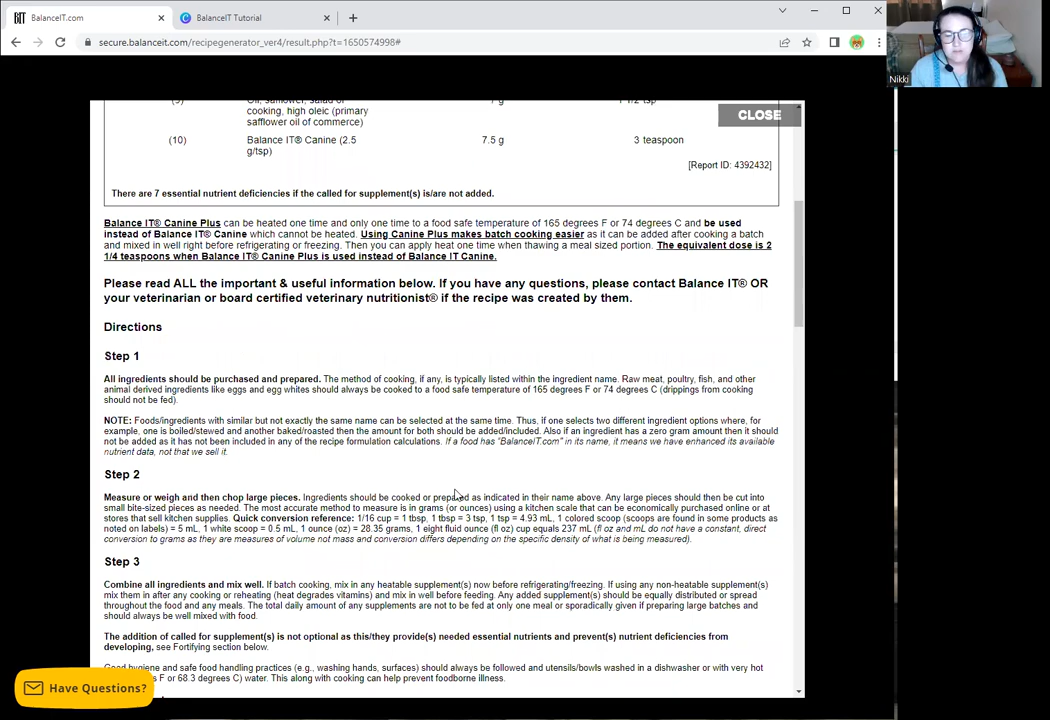 BalanceIT.com
BalanceIT Tutorial
secure.balanceit.com/recipegenerator_ver4/result.php?t=1650574998#
Nikki
CLOSE
(9) Oil, safflower, salad or 7 g 1 1/2 tsp
cooking, high oleic (primary
safflower oil of commerce)
(10) Balance IT® Canine (2.5 7.5 g 3 teaspoon
g/tsp)
[Report ID: 4392432]
There are 7 essential nutrient deficiencies if the called for supplement(s) is/are not added.
Balance IT® Canine Plus can be heated one time and only one time to a food safe temperature of 165 degrees F or 74 degrees C and be used
instead of Balance IT® Canine which cannot be heated. Using Canine Plus makes batch cooking easier as it can be added after cooking a batch
and mixed in well right before refrigerating or freezing. Then you can apply heat one time when thawing a meal sized portion. The equivalent dose is 2
1/4 teaspoons when Balance IT® Canine Plus is used instead of Balance IT Canine.
Please read ALL the important & useful information below. If you have any questions, please contact Balance IT® OR
your veterinarian or board certified veterinary nutritionist® if the recipe was created by them.
Directions
Step 1
All ingredients should be purchased and prepared. The method of cooking, if any, is typically listed within the ingredient name. Raw meat, poultry, fish, and other
animal derived ingredients like eggs and egg whites should always be cooked to a food safe temperature of 165 degrees F or 74 degrees C (drippings from cooking
should not be fed).
NOTE: Foods/ingredients with similar but not exactly the same name can be selected at the same time. Thus, if one selects two different ingredient options where, for
example, one is boiled/stewed and another baked/roasted then the amount for both should be added/included. Also if an ingredient has a zero gram amount then it should
not be added as it has not been included in any of the recipe formulation calculations. If a food has "BalanceIT.com" in its name, it means we have enhanced its available
nutrient data, not that we sell it.
Step 2
Measure or weigh and then chop large pieces. Ingredients should be cooked or prepared as indicated in their name above. Any large pieces should then be cut into
small bite-sized pieces as needed. The most accurate method to measure is in grams (or ounces) using a kitchen scale that can be economically purchased online or at
stores that sell kitchen supplies. Quick conversion reference: 1/16 cup = 1 tbsp, 1 tbsp = 3 tsp, 1 tsp = 4.93 mL, 1 colored scoop (scoops are found in some products as
noted on labels) = 5 mL, 1 white scoop = 0.5 mL, 1 ounce (oz) = 28.35 grams, 1 eight fluid ounce (fl oz) cup equals 237 mL (fl oz and mL do not have a constant, direct
conversion to grams as they are measures of volume not mass and conversion differs depending on the specific density of what is being measured).
Step 3
Combine all ingredients and mix well. If batch cooking, mix in any heatable supplement(s) now before refrigerating/freezing. If using any non-heatable supplement(s)
mix them in after any cooking or reheating (heat degrades vitamins) and mix in well before feeding. Any added supplement(s) should be equally distributed or spread
throughout the food and any meals. The total daily amount of any supplements are not to be fed at only one meal or sporadically given if preparing large batches and
should always be well mixed with food.
The addition of called for supplement(s) is not optional as this/they provide(s) needed essential nutrients and prevent(s) nutrient deficiencies from
developing, see Fortifying section below.
Good hygiene and safe food handling practices (e.g., washing hands, surfaces) should always be followed and utensils/bowls washed in a dishwasher or with very hot
F or 68.3 degrees C) water. This along with cooking can help prevent foodborne illness.
Have Questions?